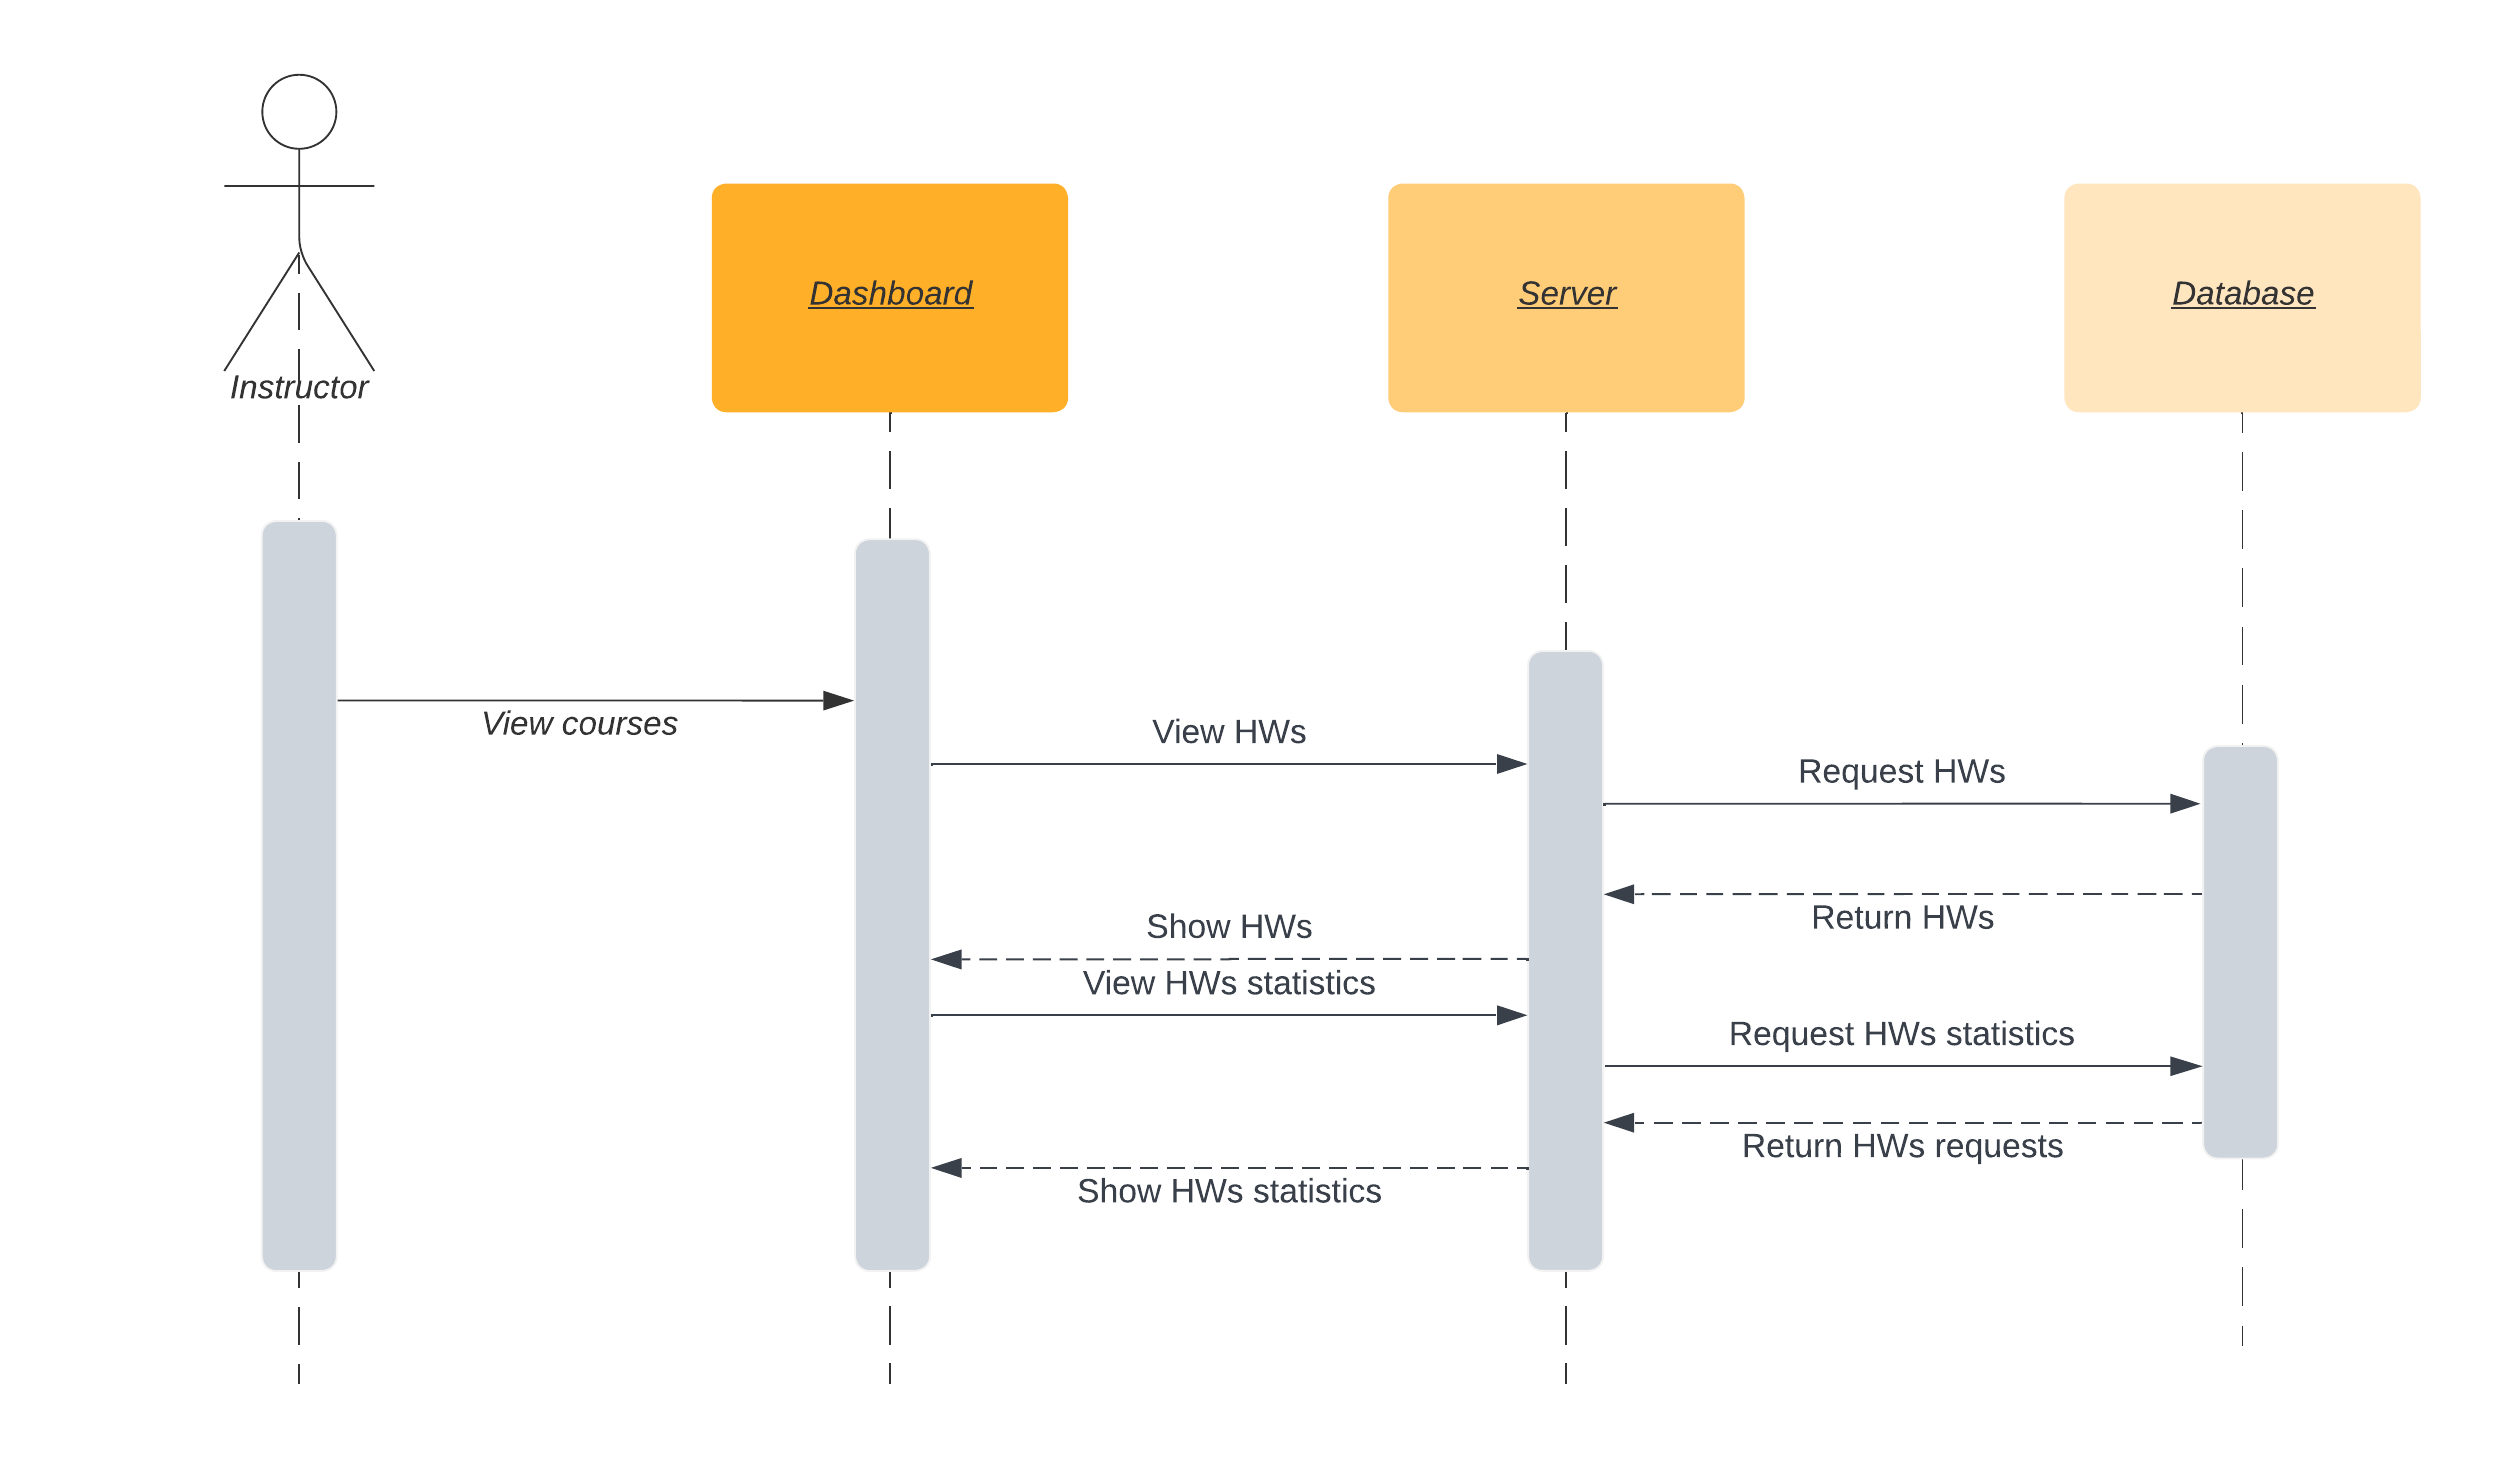 Dashboard
Server
Database
Instructor
View courses
View HWs
Request HWs
Return HWs
Show HWs
View HWs statistics
Request HWs statistics
Return HWs requests
Show HWs statistics